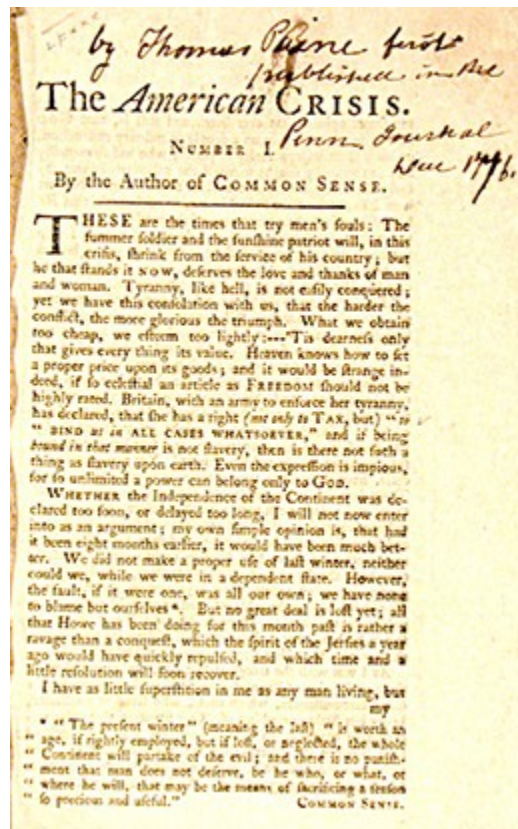 by Thomas Paine first
published in the
The American CRISIS.
Penn Journal
NUMBER I.
Dec 1776.
By the Author of COMMON SENSE.
THESE are the times that try men's ſouls: The
ſummer ſoldier and the ſunſhine patriot will, in this
criſis, ſhrink from the ſervice of his country; but
he that ſtands it NOW, deſerves the love and thanks of man
and woman. Tyranny, like hell, is not eaſily conquered;
yet we have this conſolation with us, that the harder the
conflict, the more glorious the triumph. What we obtain
too cheap, we eſteem too lightly:---'Tis dearneſs only
that gives every thing its value. Heaven knows how to ſet
a proper price upon its goods; and it would be ſtrange in-
deed, if ſo celeſtial an article as FREEDOM ſhould not be
highly rated. Britain, with an army to enforce her tyranny,
has declared, that ſhe has a right (not only to TAX, but) "to
" BIND us in ALL CASES WHATSOEVER," and if being
bound in that manner is not ſlavery, then is there not ſuch a
thing as ſlavery upon earth. Even the expreſſion is impious,
for ſo unlimited a power can belong only to GOD.
WHETHER the Independence of the Continent was de-
clared too ſoon, or delayed too long, I will not now enter
into as an argument; my own ſimple opinion is, that had
it been eight months earlier, it would have been much bet-
ter. We did not make a proper uſe of laſt winter, neither
could we, while we were in a dependent ſtate. However,
the fault, if it were one, was all our own; we have none
to blame but ourſelves*. But no great deal is loſt yet; all
that Howe has been doing for this month paſt is rather a
ravage than a conqueſt, which the ſpirit of the Jerſies a year
ago would have quickly repulſed, and which time and a
little reſolution will ſoon recover.
I have as little ſuperſtition in me as any man living, but
my
* " The preſent winter" (meaning the laſt) " is worth an
" age, if rightly employed, but if loſt, or neglected, the whole
" Continent will partake of the evil; and there is no puniſh-
" ment that man does not deſerve, be he who, or what, or
" where he will, that may be the means of ſacrificing a ſeaſon
" ſo precious and uſeful."
COMMON SENSE.